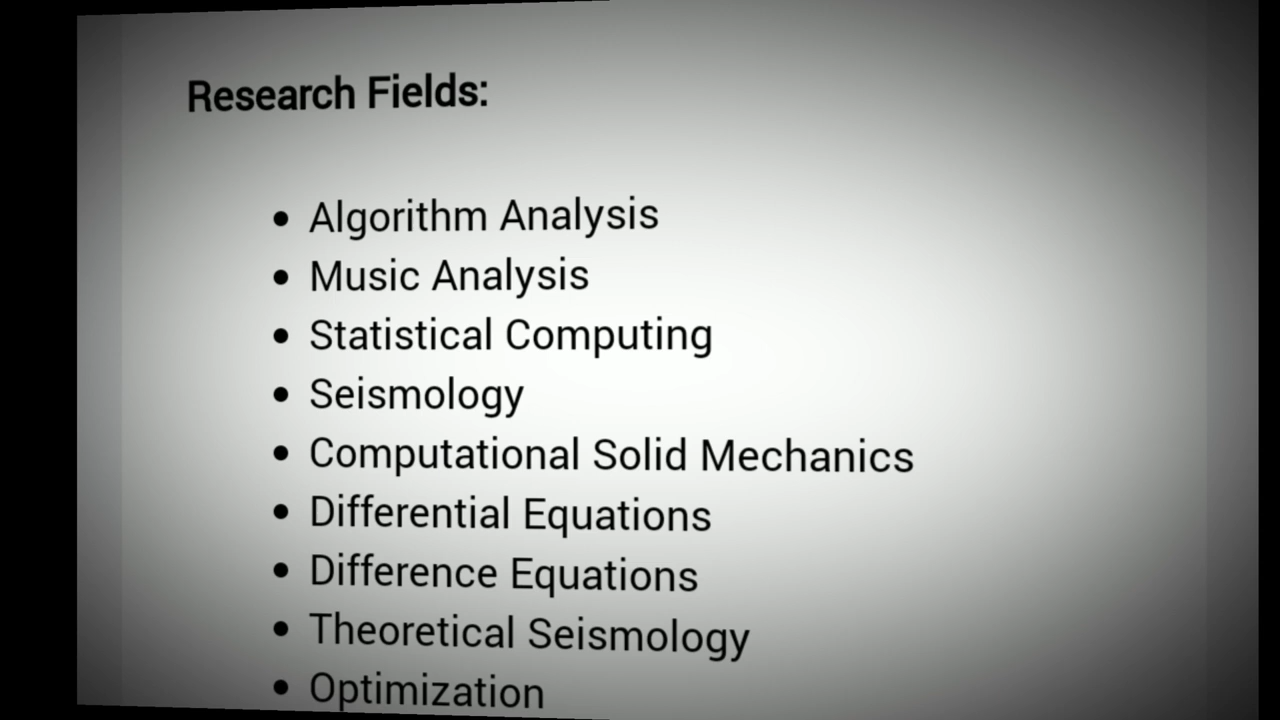 Research Fields:
• Algorithm Analysis
• Music Analysis
• Statistical Computing
• Seismology
• Computational Solid Mechanics
• Differential Equations
• Difference Equations
• Theoretical Seismology
• Optimization